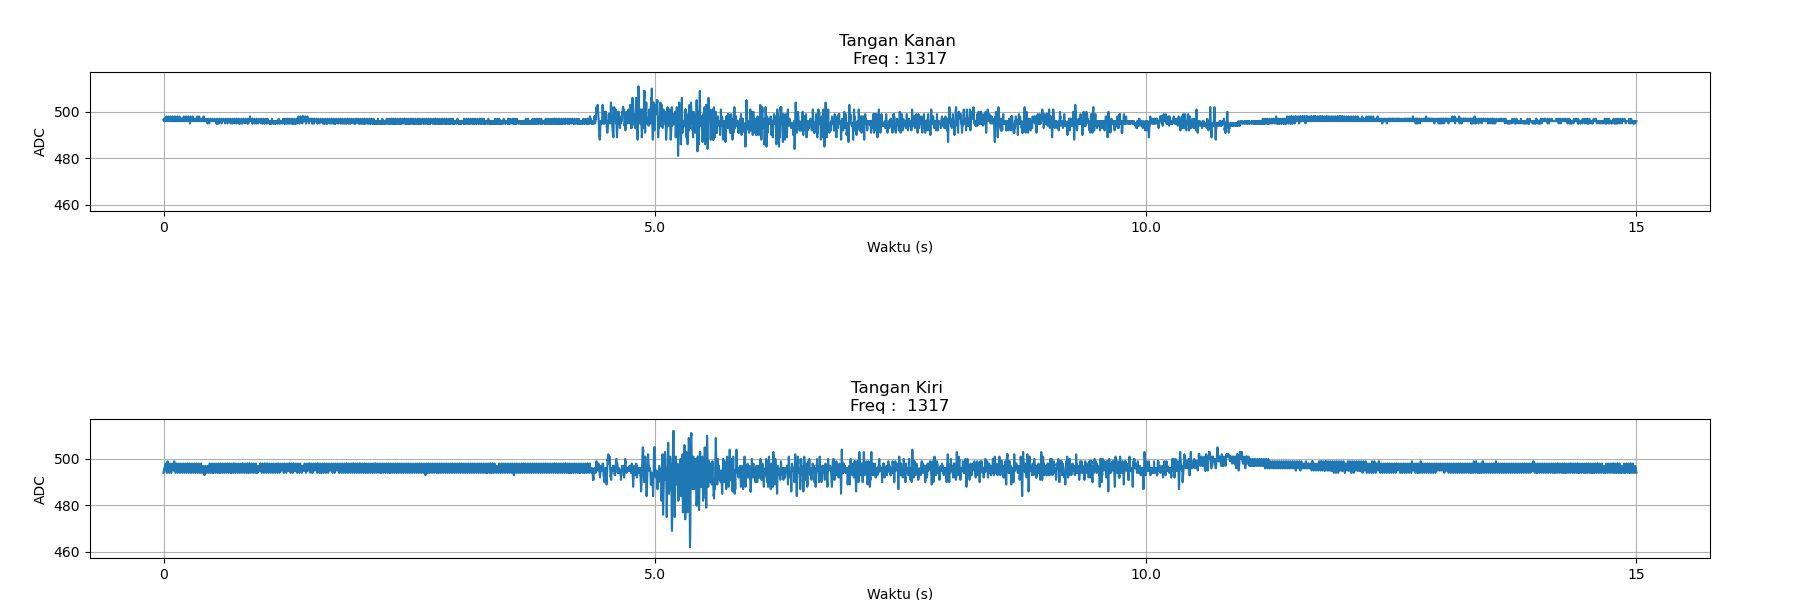 Tangan Kanan
Freq : 1317
500
480
460
ADC
0 5.0 10.0 15
Waktu (s)
Tangan Kiri
Freq :  1317
500
480
460
ADC
0 5.0 10.0 15
Waktu (s)